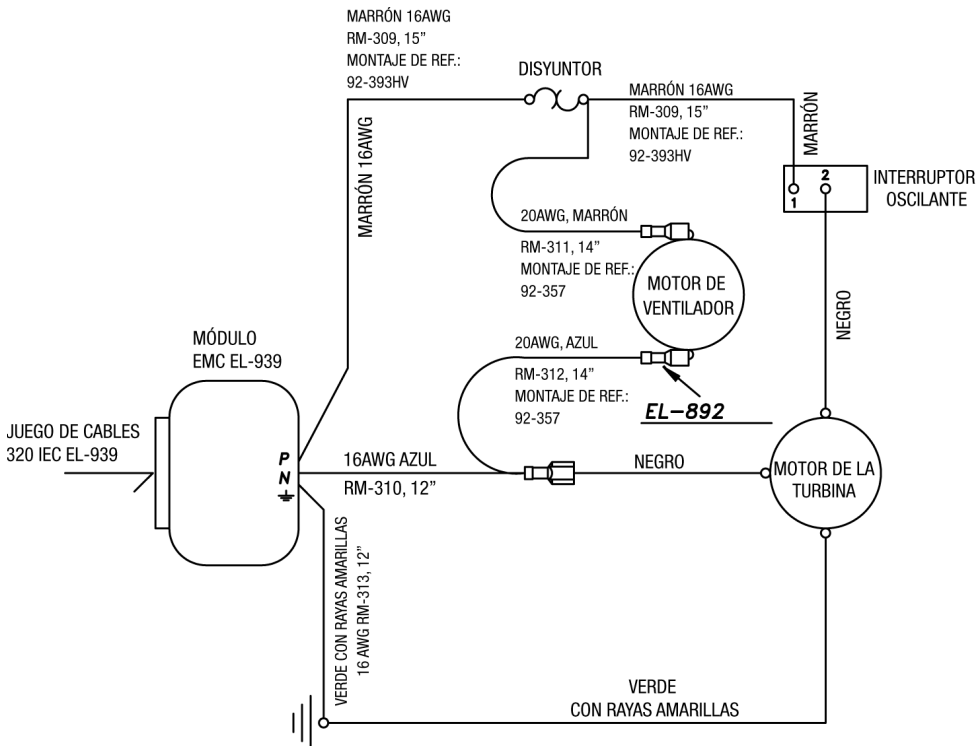 MARRÓN 16AWG
RM-309, 15”
MONTAJE DE REF.:
92-393HV
DISYUNTOR
MARRÓN 16AWG
RM-309, 15”
MONTAJE DE REF.:
92-393HV
MARRÓN
MARRÓN 16AWG
INTERRUPTOR
OSCILANTE
1
2
20AWG, MARRÓN
RM-311, 14”
MONTAJE DE REF.:
92-357
MOTOR DE
VENTILADOR
NEGRO
MÓDULO
EMC EL-939
20AWG, AZUL
RM-312, 14”
MONTAJE DE REF.:
92-357
EL-892
JUEGO DE CABLES
320 IEC EL-939
P
N
16AWG AZUL
RM-310, 12”
NEGRO
MOTOR DE LA
TURBINA
VERDE CON RAYAS AMARILLAS
16 AWG RM-313, 12”
VERDE
CON RAYAS AMARILLAS